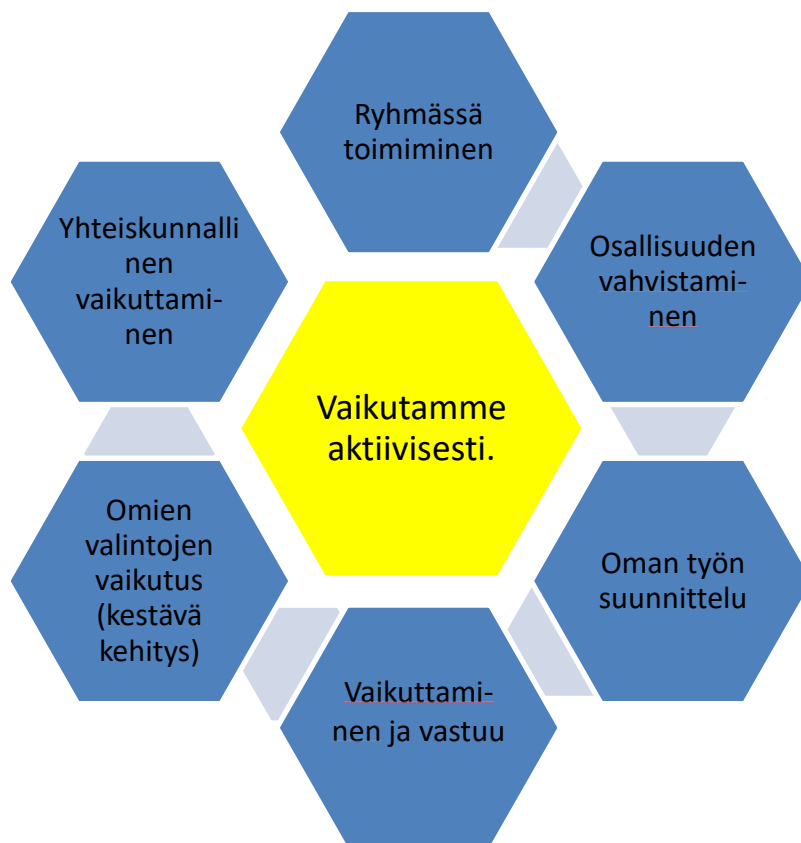 Ryhmässä
toimiminen
Osallisuuden
vahvistami-
nen
Oman työn
suunnittelu
Vaikuttami-
nen ja vastuu
Omien
valintojen
vaikutus
(kestävä
kehitys)
Yhteiskunnalli
nen
vaikuttami-
nen
Vaikutamme
aktiivisesti.